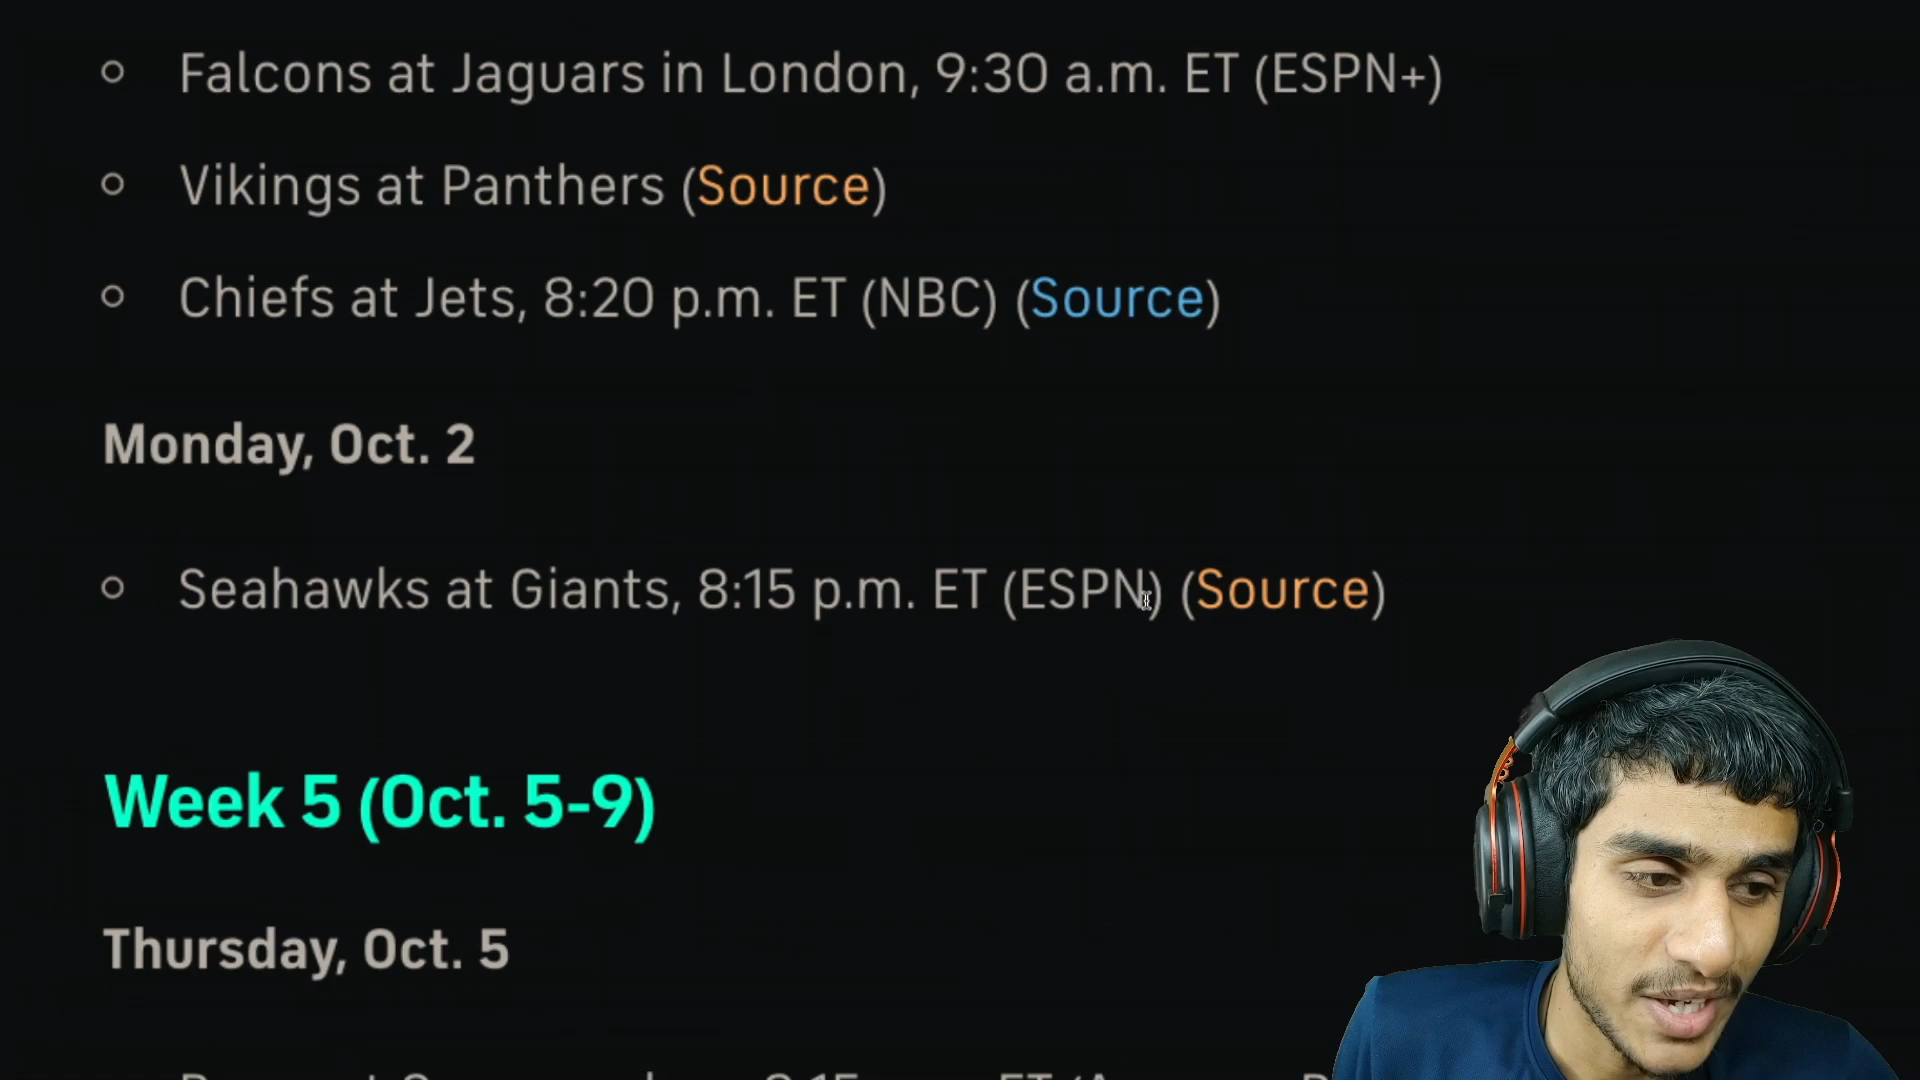 Falcons at Jaguars in London, 9:30 a.m. ET (ESPN+)
Vikings at Panthers (Source)
Chiefs at Jets, 8:20 p.m. ET (NBC) (Source)
Monday, Oct. 2
Seahawks at Giants, 8:15 p.m. ET (ESPN) (Source)
Week 5 (Oct. 5-9)
Thursday, Oct. 5